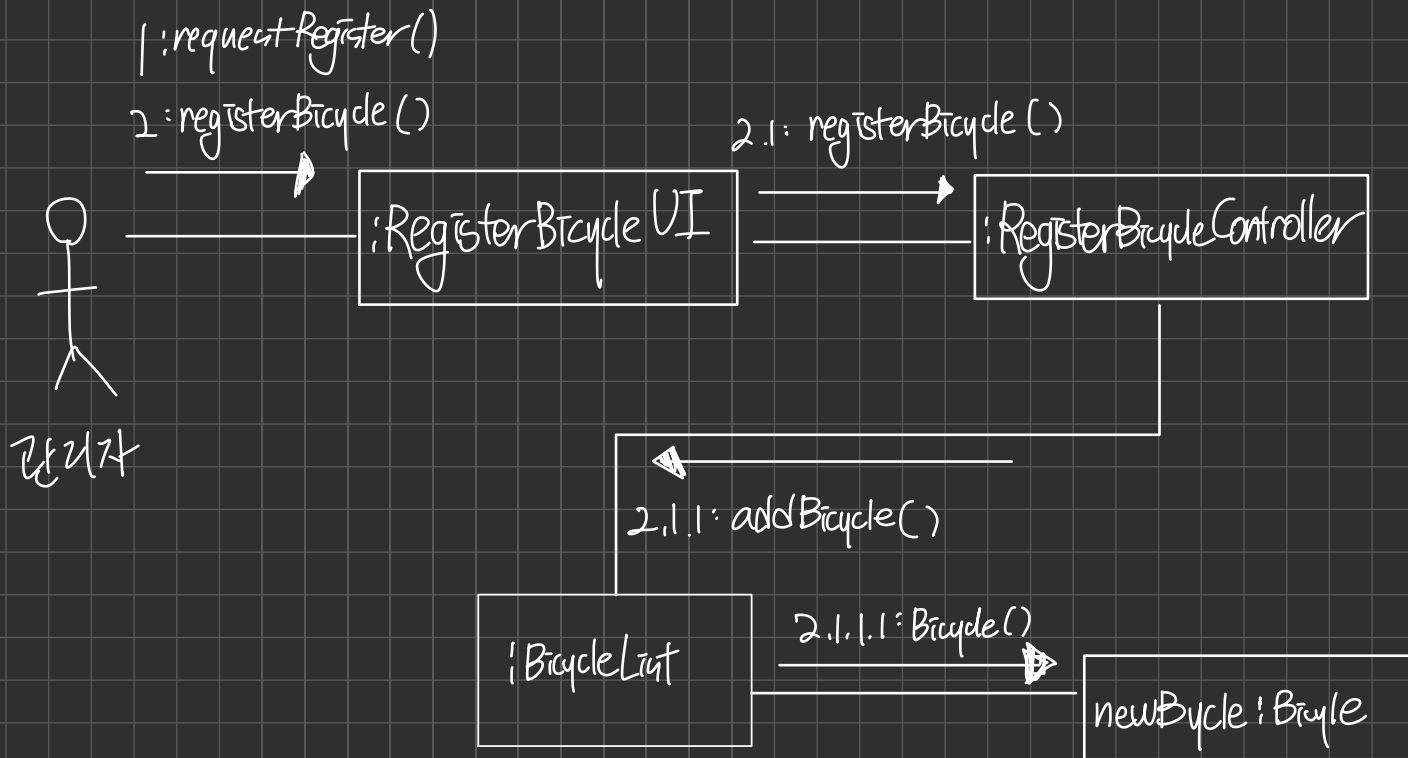 1:requestRegister()
2:registerBicycle()
2.1: registerBicycle()
:RegisterBicycleUI
:RegisterBicycleController
관리자
2.1.1: addBicycle()
2.1.1.1: Bicycle()
:BicycleList
newBycle:Bicyle